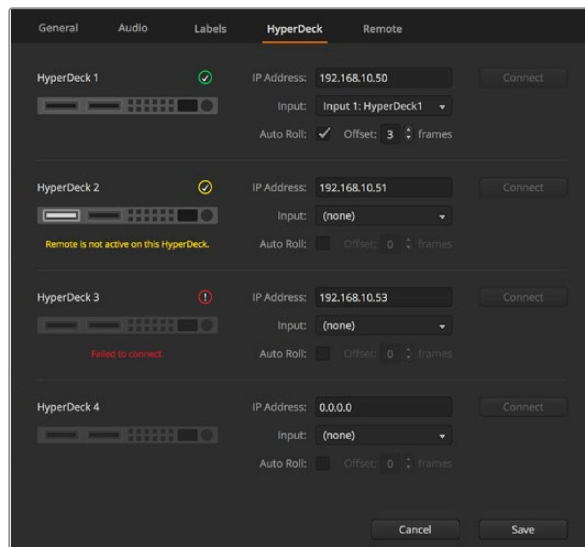 General Audio Labels HyperDeck Remote
HyperDeck 1 IP Address: 192.168.10.50 Connect
Input: Input 1: HyperDeck1
Auto Roll: Offset: 3 frames
HyperDeck 2 IP Address: 192.168.10.51 Connect
Input: (none)
Remote is not active on this HyperDeck. Auto Roll: Offset: 0 frames
HyperDeck 3 IP Address: 192.168.10.53 Connect
Input: (none)
Failed to connect. Auto Roll: Offset: 0 frames
HyperDeck 4 IP Address: 0.0.0.0 Connect
Input: (none)
Auto Roll: Offset: 0 frames
Cancel Save